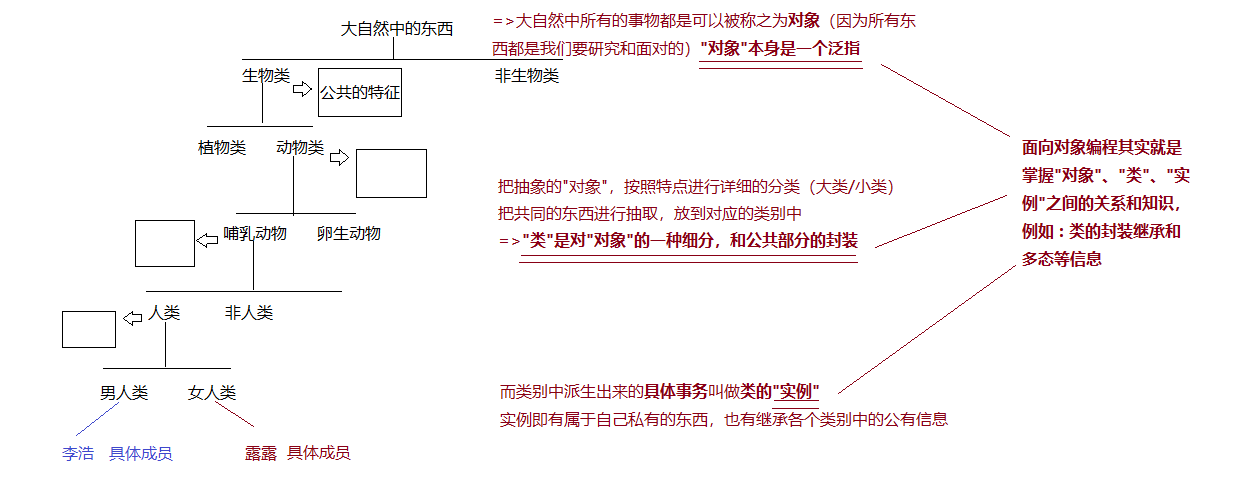 大自然中的东西
=>大自然中所有的事物都是可以被称之为对象（因为所有东
西都是我们要研究和面对的）"对象"本身是一个泛指
生物类
非生物类
公共的特征
植物类
动物类
面向对象编程其实就是
掌握"对象"、"类"、"实
例"之间的关系和知识，
例如：类的封装继承和
多态等信息
把抽象的"对象"，按照特点进行详细的分类（大类/小类）
把共同的东西进行抽取，放到对应的类别中
=>"类"是对"对象"的一种细分，和公共部分的封装
哺乳动物
卵生动物
人类
非人类
男人类
女人类
而类别中派生出来的具体事务叫做类的"实例"
实例即有属于自己私有的东西，也有继承各个类别中的公有信息
李浩 具体成员
露露 具体成员